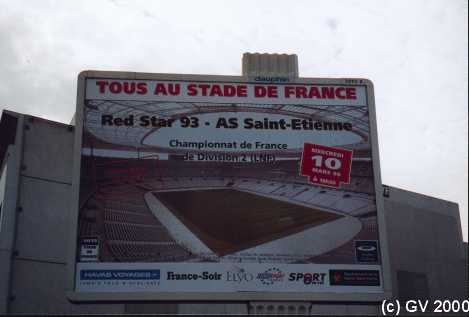 dauphin
TOUS AU STADE DE FRANCE
Red Star 93 - AS Saint-Etienne
Championnat de France
de Division 2 (LNF)
MERCREDI
10
MARS 99
HAVAS VOYAGES
France-Soir
ELYO
SPORT
(c) GV 2000